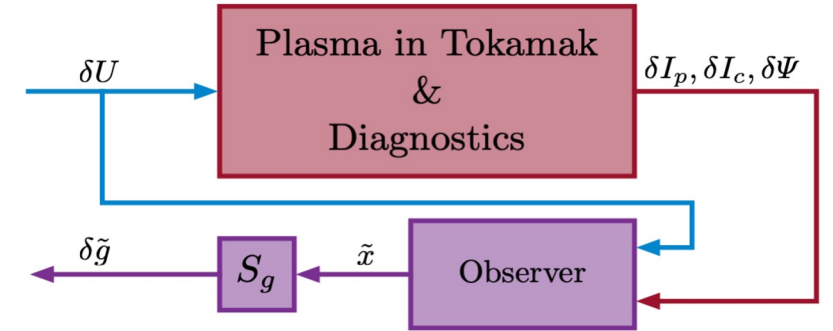 δU
Plasma in Tokamak
&
Diagnostics
δI_p, δI_c, δΨ
δg̃
S_g
x̃
Observer